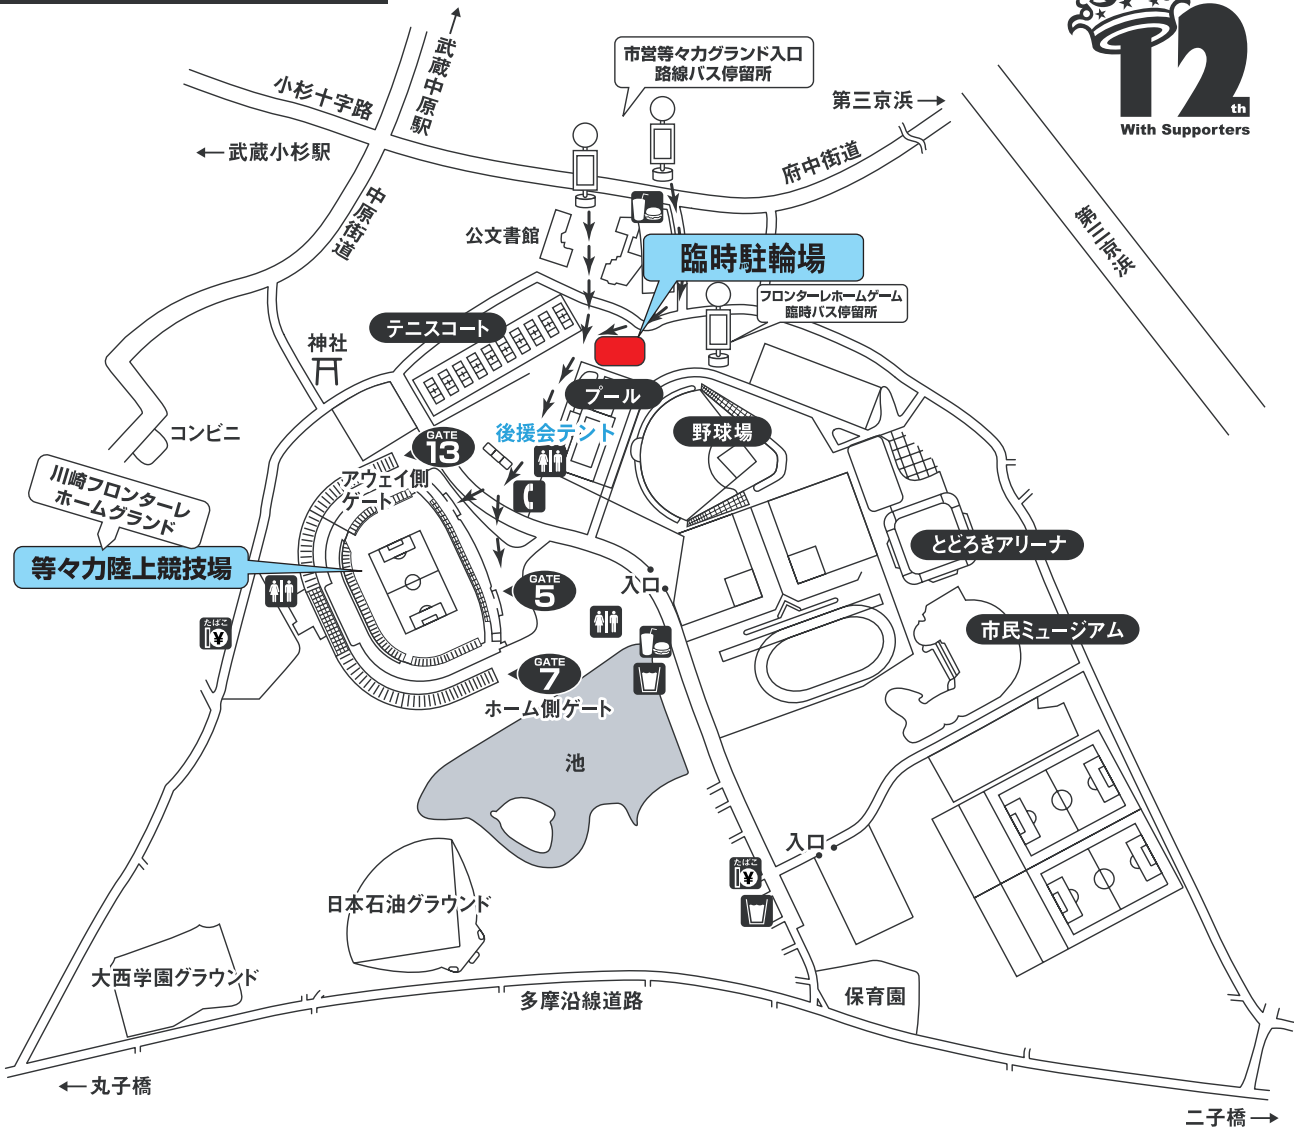 武蔵中原駅
小杉十字路
市営等々力グランド入口
路線バス停留所
第三京浜
12
th
With Supporters
武蔵小杉駅
府中街道
中原街道
公文書館
第三京浜
臨時駐輪場
フロンターレホームゲーム
臨時バス停留所
テニスコート
神社
プール
後援会テント
野球場
コンビニ
GATE
13
アウェイ側
ゲート
川崎フロンターレ
ホームグランド
等々力陸上競技場
とどろきアリーナ
GATE
5
入口
たばこ
¥
市民ミュージアム
GATE
7
ホーム側ゲート
池
入口
たばこ
¥
日本石油グラウンド
大西学園グラウンド
多摩沿線道路
保育園
丸子橋
二子橋